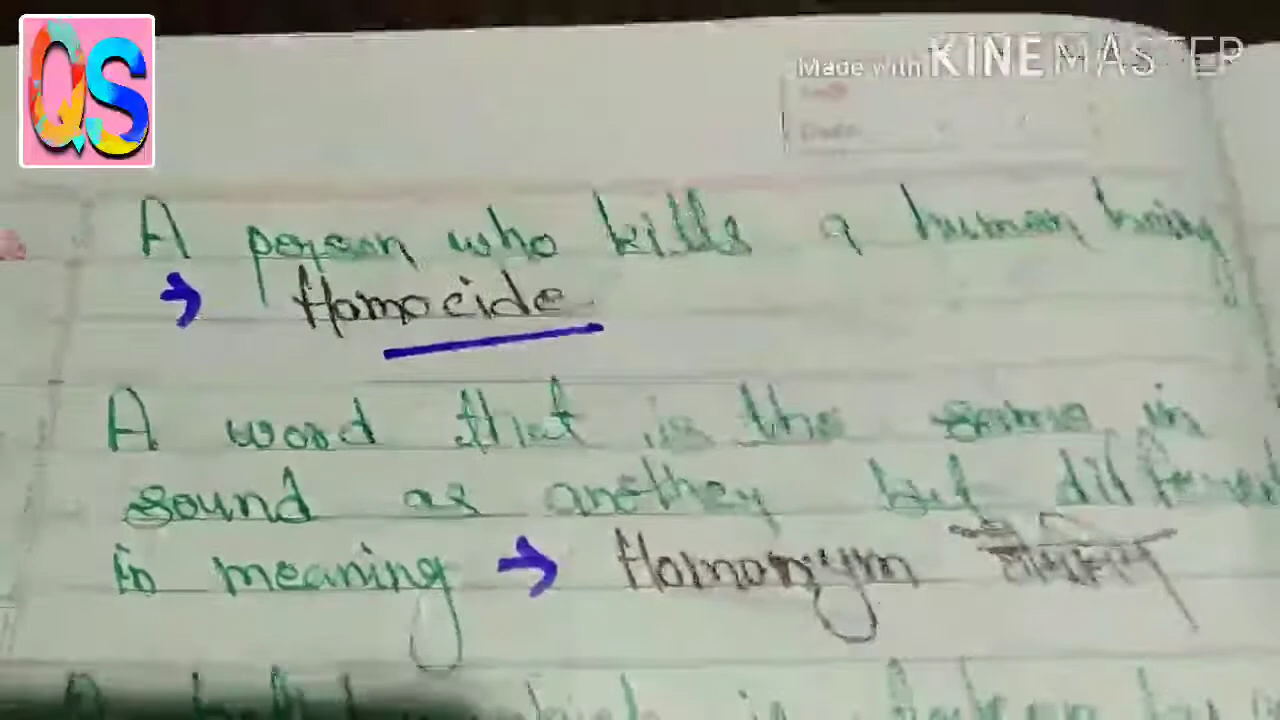 QS
Made with KINEMASTER
Date
A person who kills a human being
→ Homocide
A word that is the same in
sound as another but different
in meaning → Homonym